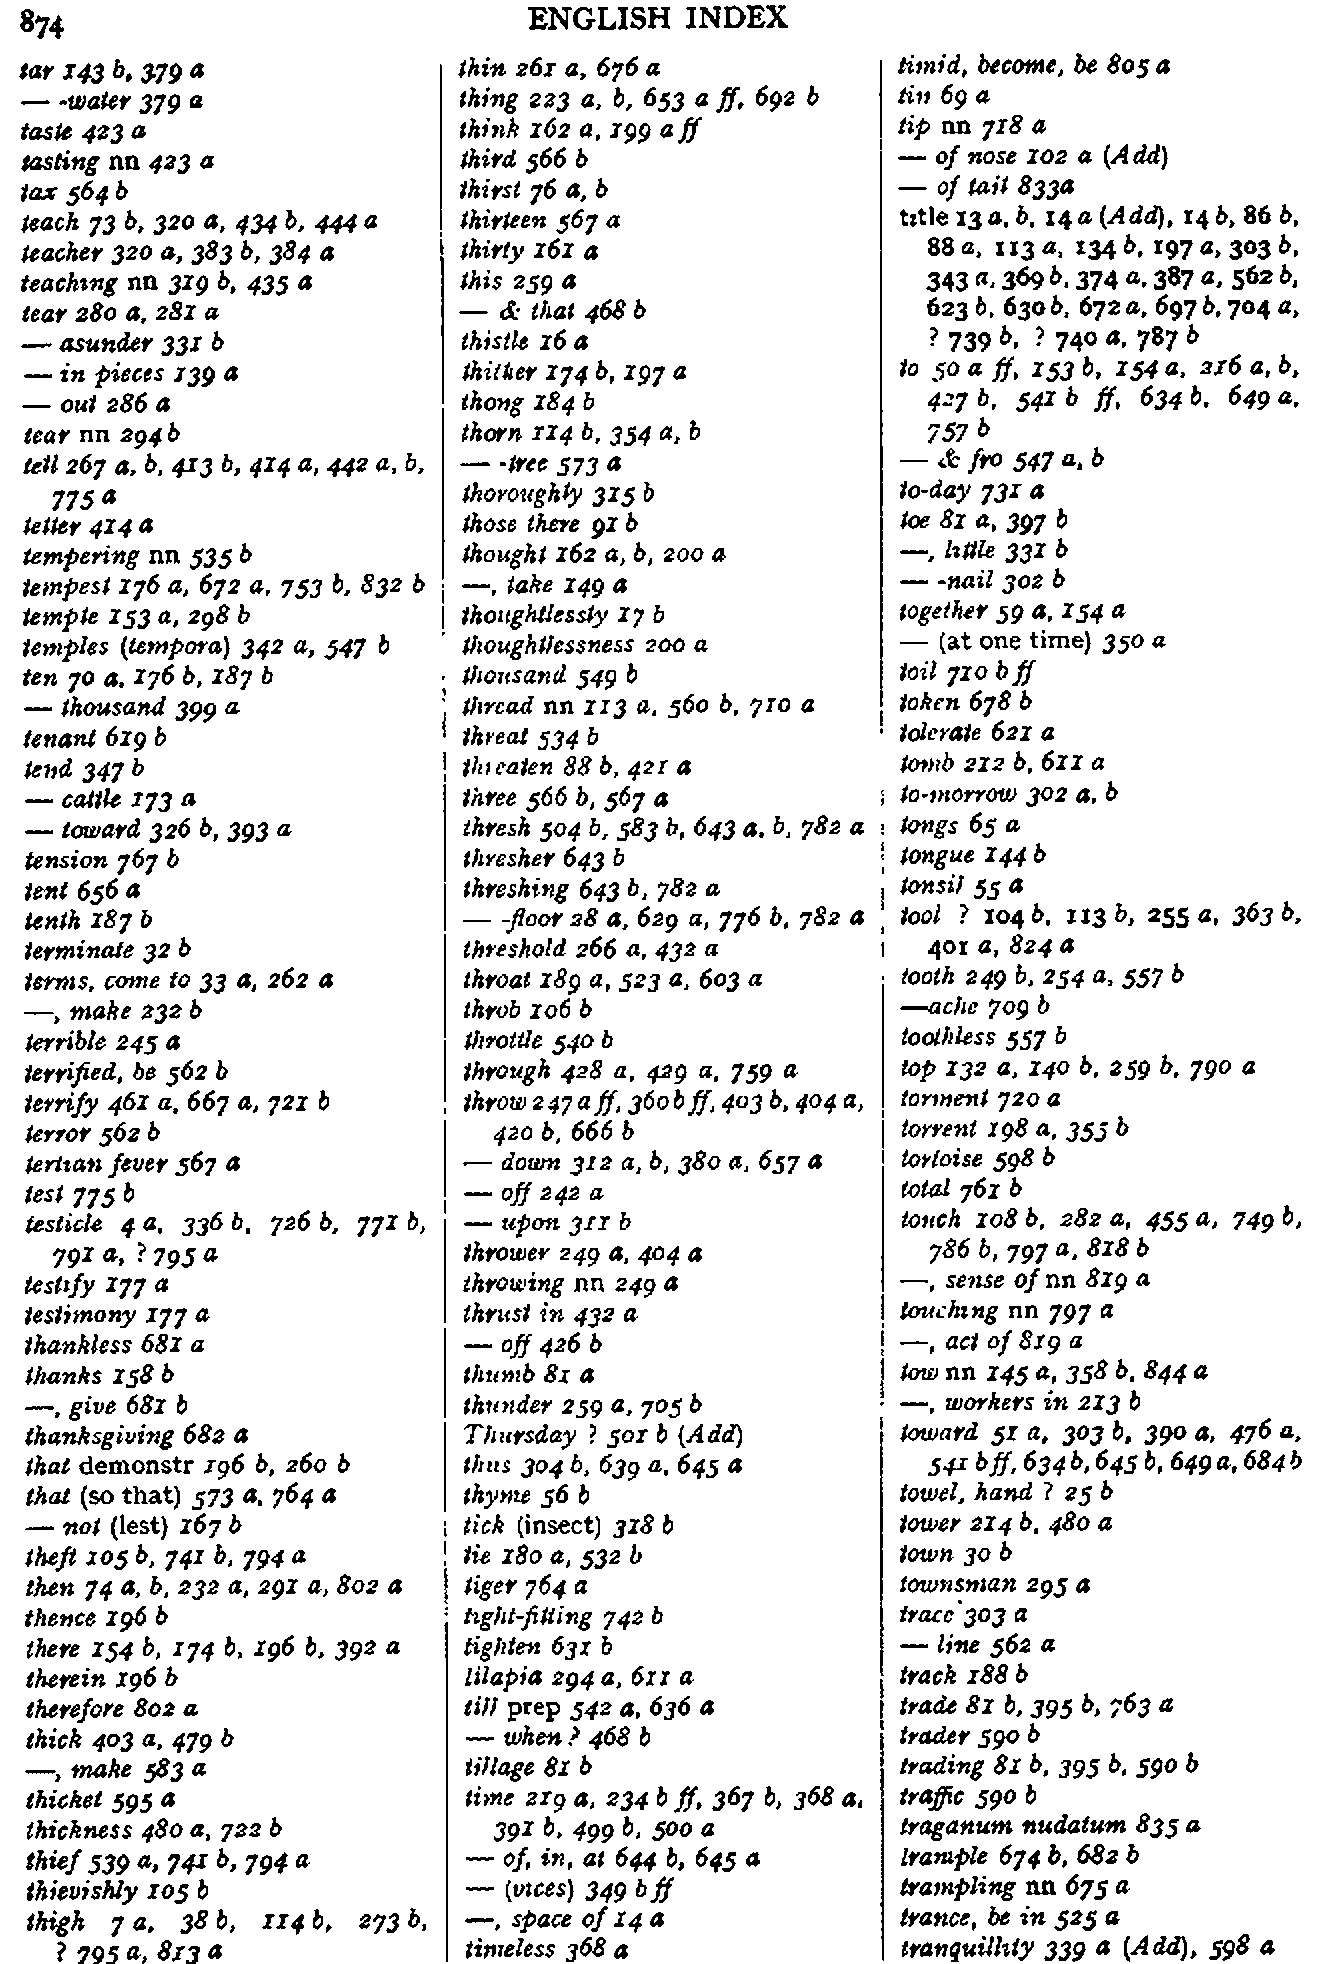 874
ENGLISH INDEX
tar 143 b, 379 a
— -water 379 a
taste 423 a
tasting nn 423 a
tax 564 b
teach 73 b, 320 a, 434 b, 444 a
teacher 320 a, 383 b, 384 a
teaching nn 319 b, 435 a
tear 280 a, 281 a
— asunder 331 b
— in pieces 139 a
— out 286 a
tear nn 294 b
tell 267 a, b, 413 b, 414 a, 442 a, b,
775 a
teller 414 a
tempering nn 535 b
tempest 176 a, 672 a, 753 b, 832 b
temple 153 a, 298 b
temples (tempora) 342 a, 547 b
ten 70 a, 176 b, 187 b
— thousand 399 a
tenant 619 b
tend 347 b
— cattle 173 a
— toward 326 b, 393 a
tension 767 b
tent 656 a
tenth 187 b
terminate 32 b
terms, come to 33 a, 262 a
—, make 232 b
terrible 245 a
terrified, be 562 b
terrify 461 a, 667 a, 721 b
terror 562 b
tertian fever 567 a
test 775 b
testicle 4 a, 336 b, 726 b, 771 b,
791 a, ? 795 a
testify 177 a
testimony 177 a
thankless 681 a
thanks 158 b
—, give 681 b
thanksgiving 682 a
that demonstr 196 b, 260 b
that (so that) 573 a, 764 a
— not (lest) 167 b
theft 105 b, 741 b, 794 a
then 74 a, b, 232 a, 291 a, 802 a
thence 196 b
there 154 b, 174 b, 196 b, 392 a
therein 196 b
therefore 802 a
thick 403 a, 479 b
—, make 583 a
thicket 595 a
thickness 480 a, 722 b
thief 539 a, 741 b, 794 a
thievishly 105 b
thigh 7 a, 38 b, 114 b, 273 b,
? 795 a, 813 a
thin 261 a, 676 a
thing 223 a, b, 653 a ff, 692 b
think 162 a, 199 a ff
third 566 b
thirst 76 a, b
thirteen 567 a
thirty 161 a
this 259 a
— & that 468 b
thistle 16 a
thither 174 b, 197 a
thong 184 b
thorn 114 b, 354 a, b
— -tree 573 a
thoroughly 315 b
those there 91 b
thought 162 a, b, 200 a
—, take 149 a
thoughtlessly 17 b
thoughtlessness 200 a
thousand 549 b
thread nn 113 a, 560 b, 710 a
threat 534 b
threaten 88 b, 421 a
three 566 b, 567 a
thresh 504 b, 583 b, 643 a, b, 782 a
thresher 643 b
threshing 643 b, 782 a
— -floor 28 a, 629 a, 776 b, 782 a
threshold 266 a, 432 a
throat 189 a, 523 a, 603 a
throb 106 b
throttle 540 b
through 428 a, 429 a, 759 a
throw 247 a ff, 360 b ff, 403 b, 404 a,
420 b, 666 b
— down 312 a, b, 380 a, 657 a
— off 242 a
— upon 311 b
thrower 249 a, 404 a
throwing nn 249 a
thrust in 432 a
— off 426 b
thumb 81 a
thunder 259 a, 705 b
Thursday ? 501 b (Add)
thus 304 b, 639 a, 645 a
thyme 56 b
tick (insect) 318 b
tie 180 a, 532 b
tiger 764 a
tight-fitting 742 b
tighten 631 b
tilapia 294 a, 611 a
till prep 542 a, 636 a
— when ? 468 b
tillage 81 b
time 219 a, 234 b ff, 367 b, 368 a,
391 b, 499 b, 500 a
— of, in, at 644 b, 645 a
— (vices) 349 b ff
—, space of 14 a
timeless 368 a
timid, become, be 805 a
tin 69 a
tip nn 718 a
— of nose 102 a (Add)
— of tail 833a
title 13 a, b, 14 a (Add), 14 b, 86 b,
88 a, 113 a, 134 b, 197 a, 303 b,
343 a, 369 b, 374 a, 387 a, 562 b,
623 b, 630 b, 672 a, 697 b, 704 a,
? 739 b, ? 740 a, 787 b
to 50 a ff, 153 b, 154 a, 216 a, b,
427 b, 541 b ff, 634 b, 649 a,
757 b
— & fro 547 a, b
to-day 731 a
toe 81 a, 397 b
—, little 331 b
— -nail 302 b
together 59 a, 154 a
— (at one time) 350 a
toil 710 b ff
token 678 b
tolerate 621 a
tomb 212 b, 611 a
to-morrow 302 a, b
tongs 65 a
tongue 144 b
tonsil 55 a
tool ? 104 b, 113 b, 255 a, 363 b,
401 a, 824 a
tooth 249 b, 254 a, 557 b
—ache 709 b
toothless 557 b
top 132 a, 140 b, 259 b, 790 a
torment 720 a
torrent 198 a, 355 b
tortoise 598 b
total 761 b
touch 108 b, 282 a, 455 a, 749 b,
786 b, 797 a, 818 b
—, sense of nn 819 a
touching nn 797 a
—, act of 819 a
tow nn 145 a, 358 b, 844 a
—, workers in 213 b
toward 51 a, 303 b, 390 a, 476 a,
541 b ff, 634 b, 645 b, 649 a, 684 b
towel, hand ? 25 b
tower 214 b, 480 a
town 30 b
townsman 295 a
trace 303 a
— line 562 a
track 188 b
trade 81 b, 395 b, 763 a
trader 590 b
trading 81 b, 395 b, 590 b
traffic 590 b
traganum nudatum 835 a
trample 674 b, 682 b
trampling nn 675 a
trance, be in 525 a
tranquillity 339 a (Add), 598 a